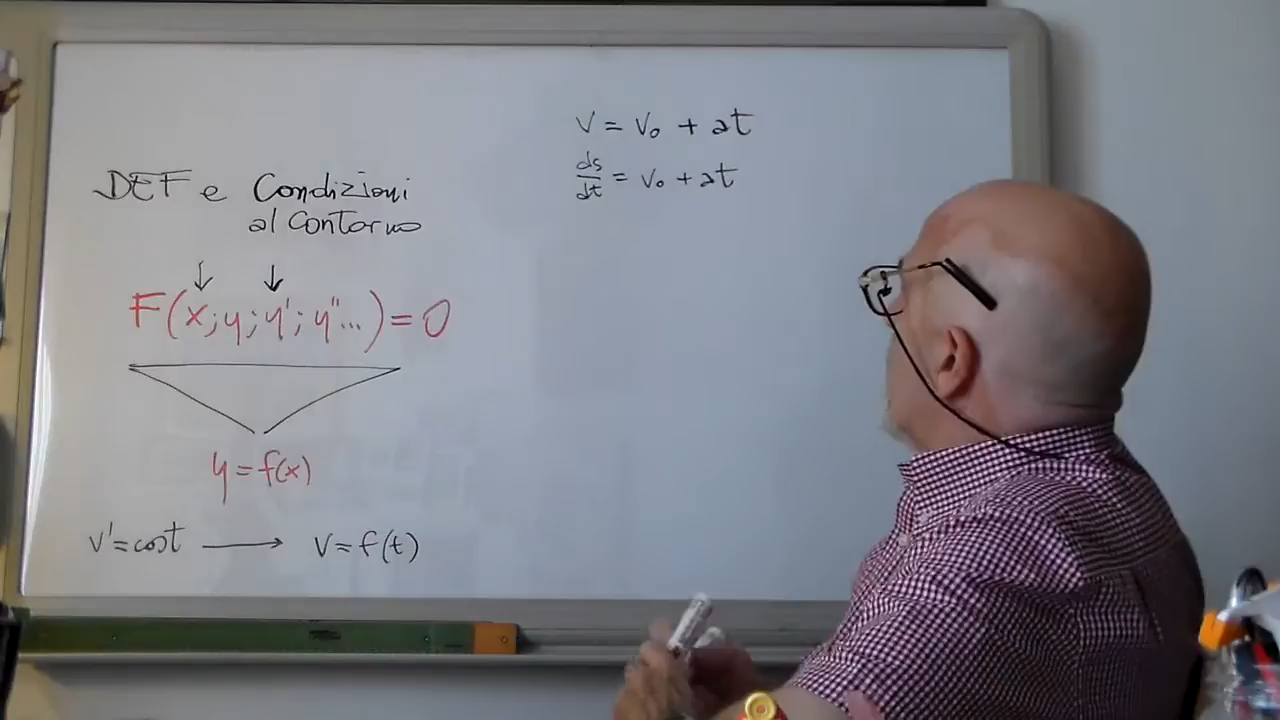 DEF e Condizioni
al Contorno
F(x; y; y'; y''...) = 0
y = f(x)
v' = cost → v = f(t)
v = v₀ + at
ds/dt = v₀ + at